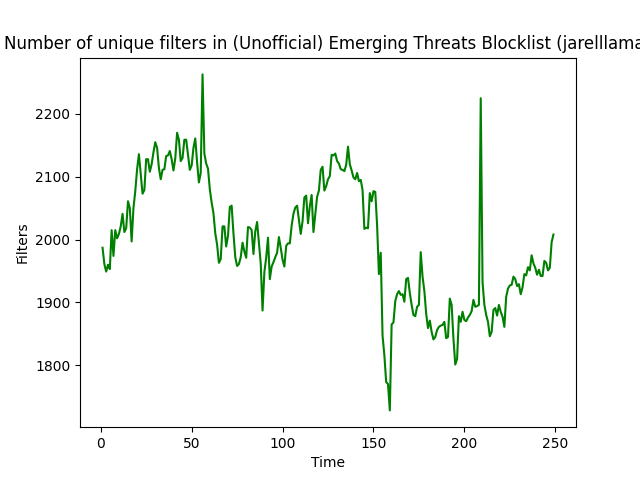 Number of unique filters in (Unofficial) Emerging Threats Blocklist (jarelllama
2200
2100
2000
1900
1800
Filters
0 50 100 150 200 250
Time